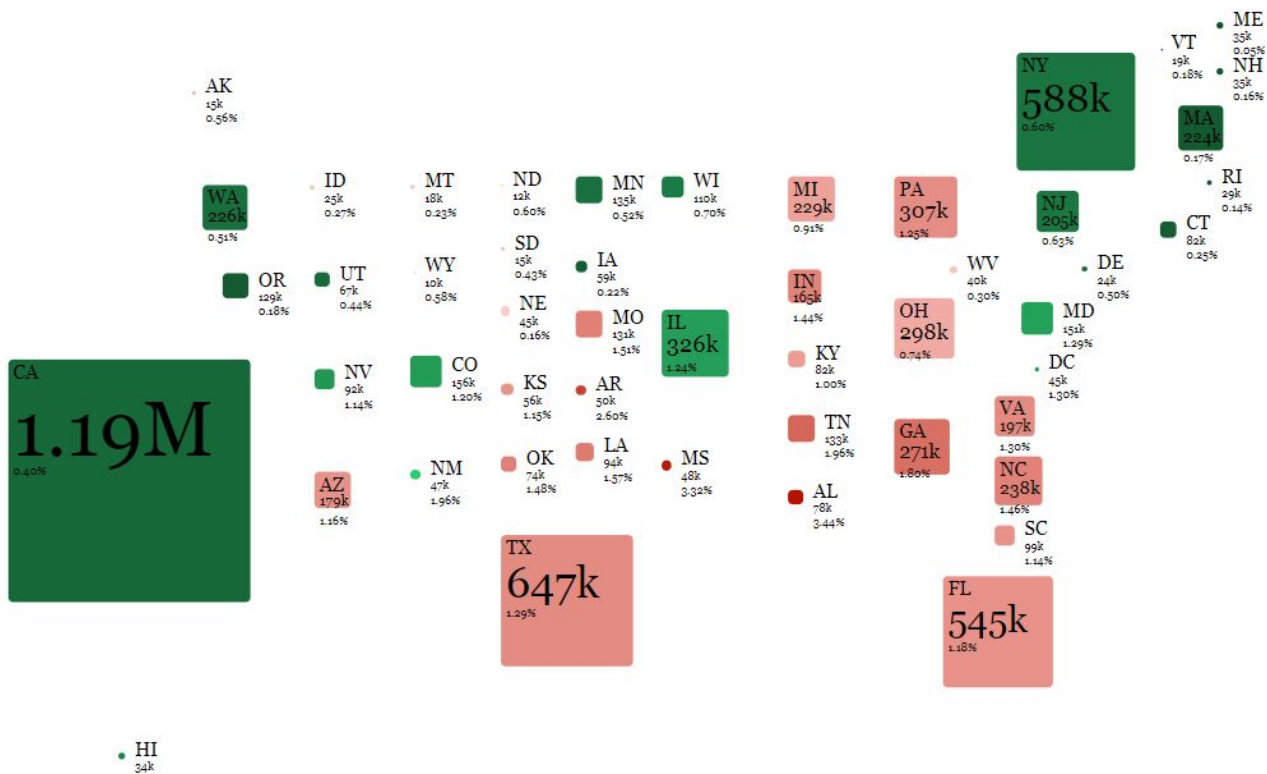 ME
35k
0.05%
VT
19k
0.18%
NH
35k
0.16%
NY
588k
0.60%
AK
15k
0.56%
MA
224k
0.17%
WA
226k
0.51%
ID
25k
0.27%
MT
18k
0.23%
ND
12k
0.60%
MN
135k
0.52%
WI
110k
0.70%
MI
229k
0.91%
PA
307k
1.25%
NJ
205k
0.63%
RI
29k
0.14%
CT
82k
0.25%
OR
129k
0.18%
UT
67k
0.44%
WY
10k
0.58%
SD
15k
0.43%
IA
59k
0.22%
IN
165k
1.44%
WV
40k
0.30%
DE
24k
0.50%
NE
45k
0.16%
MO
131k
1.51%
IL
326k
1.24%
OH
298k
0.74%
MD
151k
1.29%
CA
1.19M
0.40%
NV
92k
1.14%
CO
156k
1.20%
KS
56k
1.15%
AR
50k
2.60%
KY
82k
1.00%
DC
45k
1.30%
VA
197k
1.30%
TN
133k
1.96%
GA
271k
1.80%
AZ
179k
1.16%
NM
47k
1.96%
OK
74k
1.48%
LA
94k
1.57%
MS
48k
3.32%
AL
78k
3.44%
NC
238k
1.46%
SC
99k
1.14%
TX
647k
1.29%
FL
545k
1.18%
HI
34k